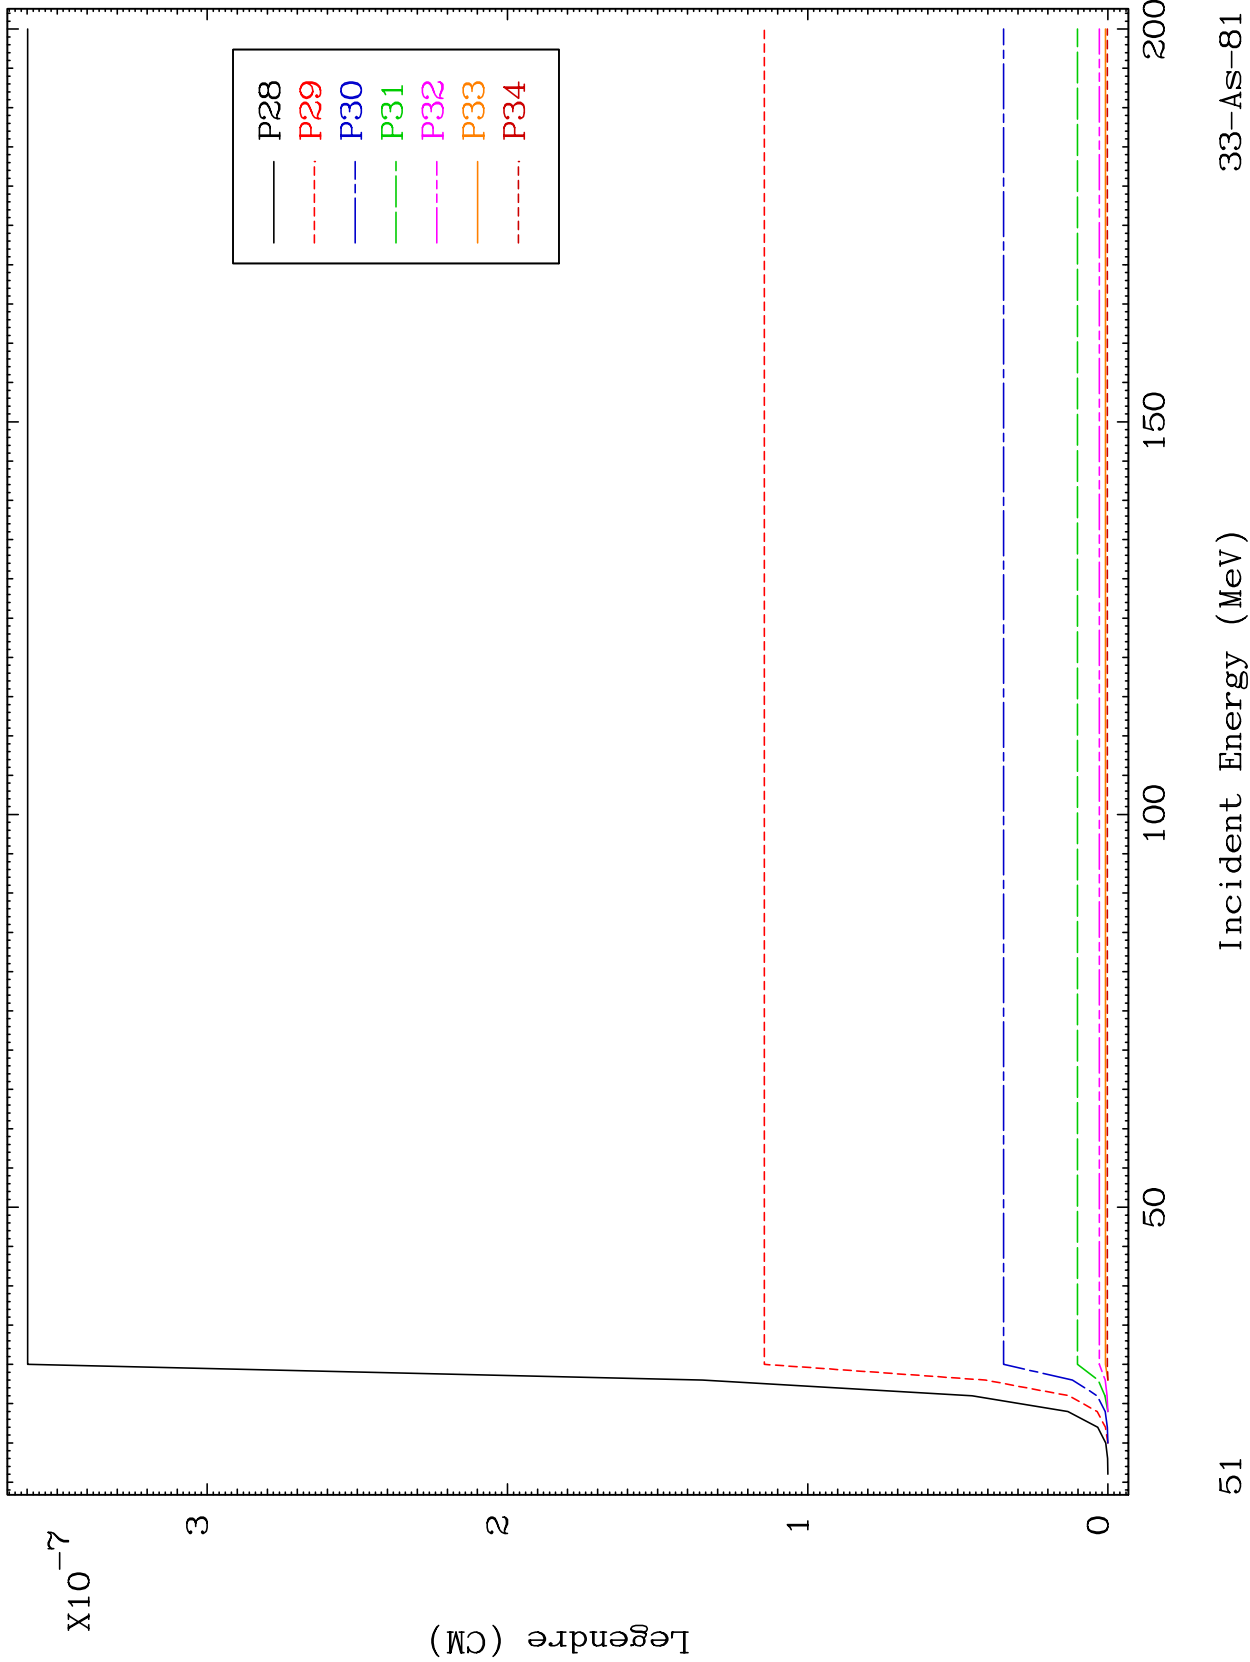 X10-7
Legendre (CM)
3
2
1
0
P28
P29
P30
P31
P32
P33
P34
50
100
150
200
51
Incident Energy (MeV)
33-As-81